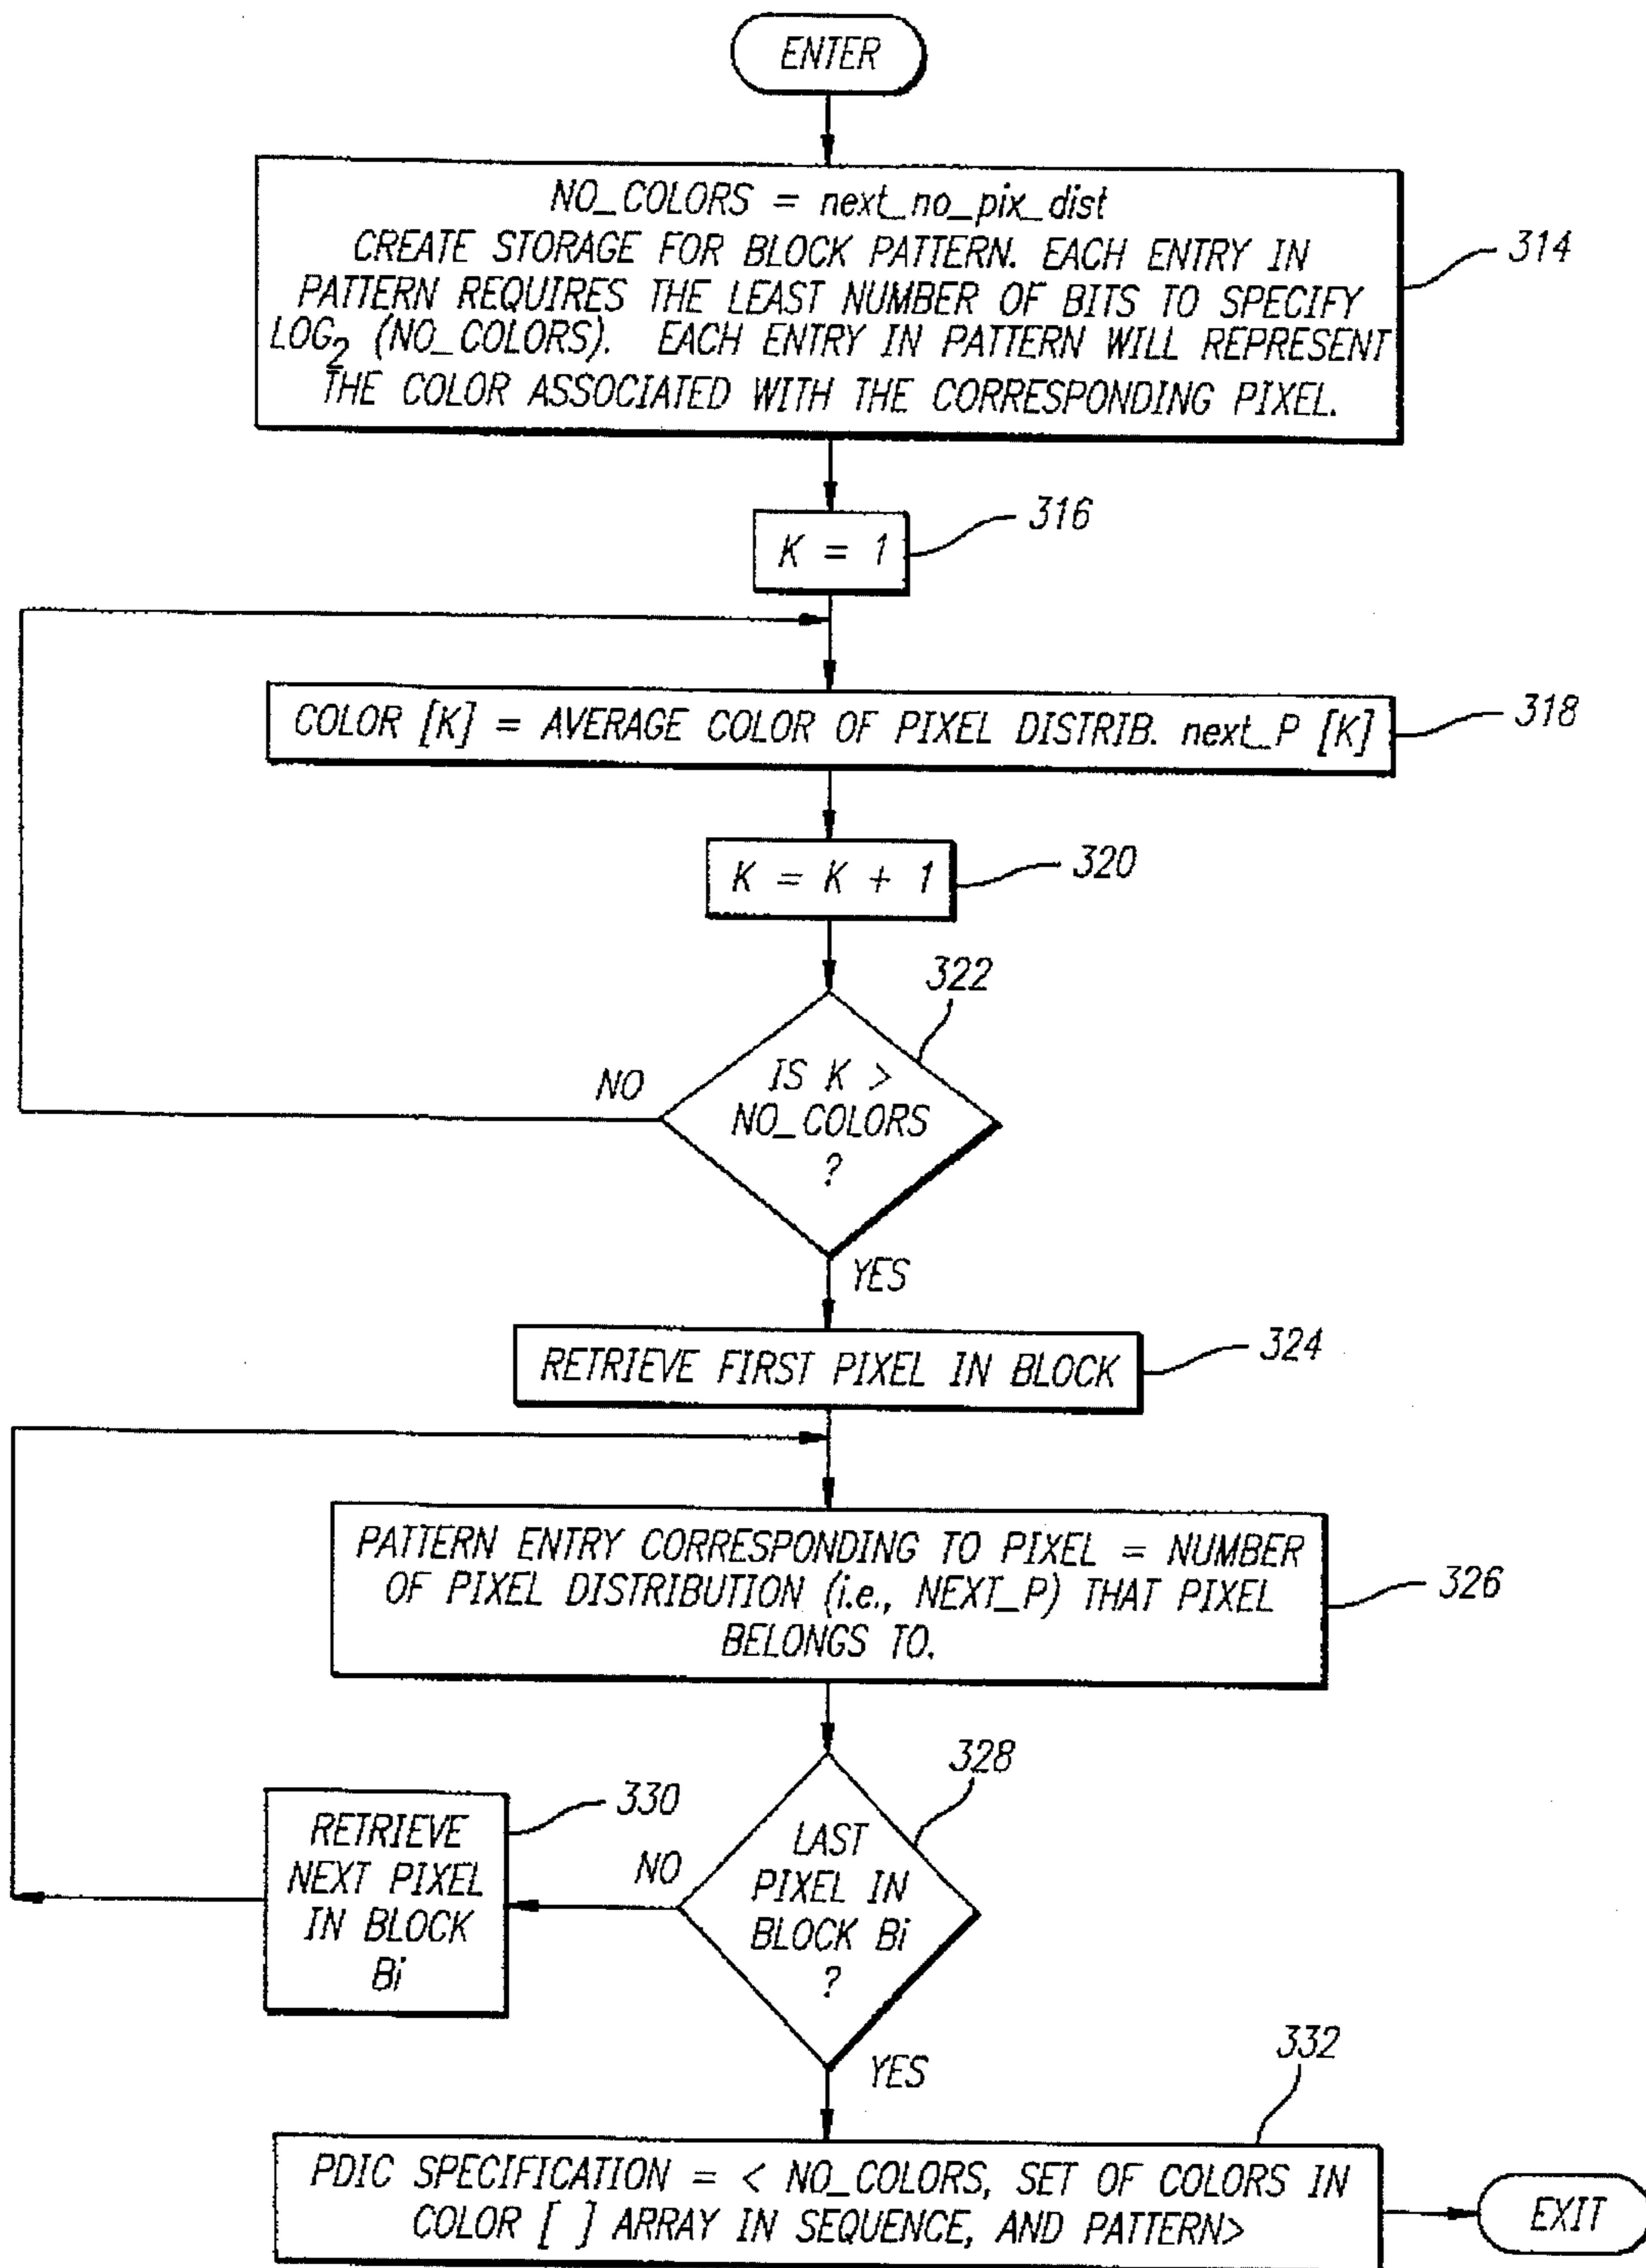 ENTER
NO_COLORS = next_no_pix_dist
CREATE STORAGE FOR BLOCK PATTERN. EACH ENTRY IN
PATTERN REQUIRES THE LEAST NUMBER OF BITS TO SPECIFY
LOG2 (NO_COLORS). EACH ENTRY IN PATTERN WILL REPRESENT
THE COLOR ASSOCIATED WITH THE CORRESPONDING PIXEL.
314
K = 1
316
COLOR [K] = AVERAGE COLOR OF PIXEL DISTRIB. next_P [K]
318
K = K + 1
320
322
IS K >
NO_COLORS
?
NO
YES
RETRIEVE FIRST PIXEL IN BLOCK
324
PATTERN ENTRY CORRESPONDING TO PIXEL = NUMBER
OF PIXEL DISTRIBUTION (i.e., NEXT_P) THAT PIXEL
BELONGS TO.
326
328
LAST
PIXEL IN
BLOCK Bi
?
NO
330
RETRIEVE
NEXT PIXEL
IN BLOCK
Bi
YES
332
PDIC SPECIFICATION = < NO_COLORS, SET OF COLORS IN
COLOR [ ] ARRAY IN SEQUENCE, AND PATTERN>
EXIT